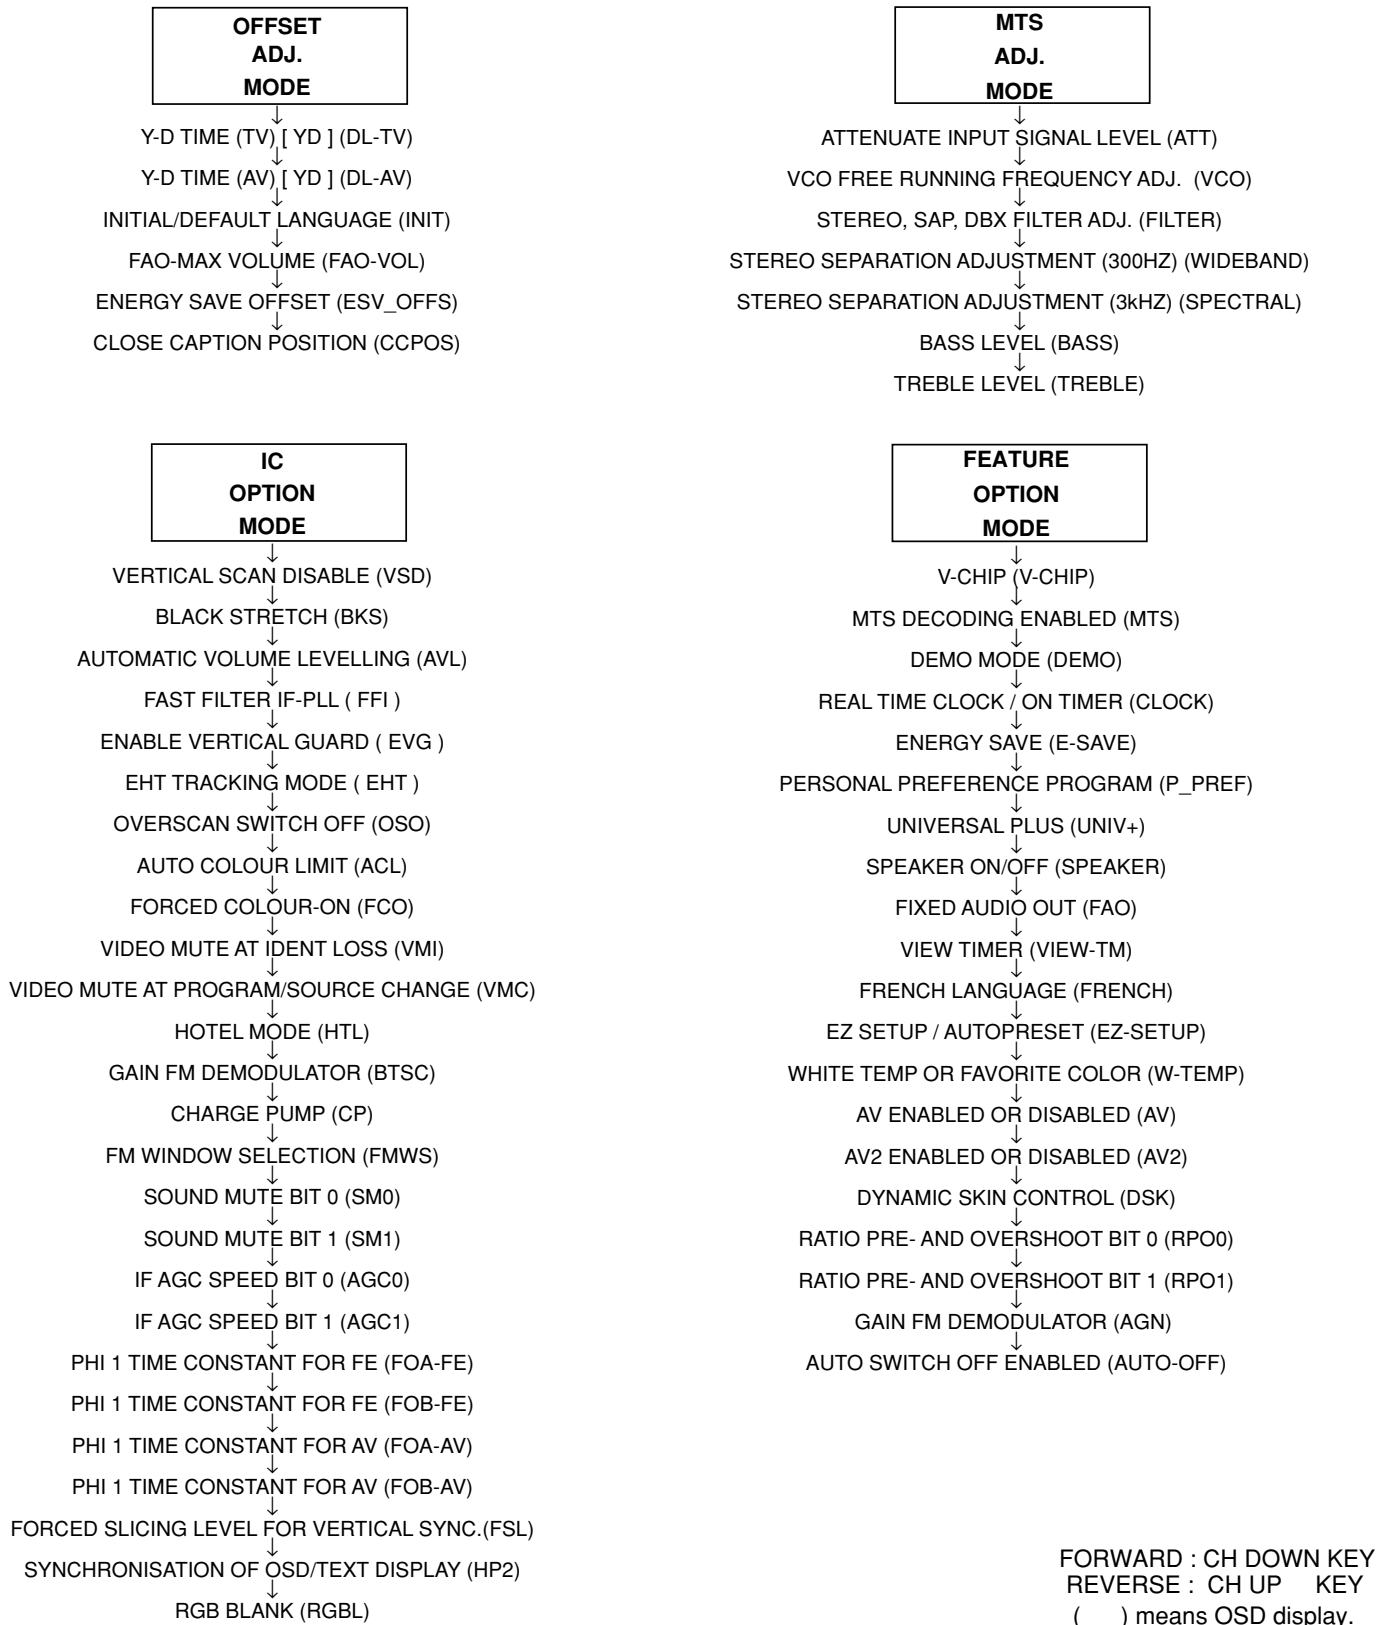 OFFSET
ADJ.
MODE
Y-D TIME (TV) [ YD ] (DL-TV)
Y-D TIME (AV) [ YD ] (DL-AV)
INITIAL/DEFAULT LANGUAGE (INIT)
FAO-MAX VOLUME (FAO-VOL)
ENERGY SAVE OFFSET (ESV_OFFS)
CLOSE CAPTION POSITION (CCPOS)
MTS
ADJ.
MODE
ATTENUATE INPUT SIGNAL LEVEL (ATT)
VCO FREE RUNNING FREQUENCY ADJ. (VCO)
STEREO, SAP, DBX FILTER ADJ. (FILTER)
STEREO SEPARATION ADJUSTMENT (300HZ) (WIDEBAND)
STEREO SEPARATION ADJUSTMENT (3kHZ) (SPECTRAL)
BASS LEVEL (BASS)
TREBLE LEVEL (TREBLE)
IC
OPTION
MODE
VERTICAL SCAN DISABLE (VSD)
BLACK STRETCH (BKS)
AUTOMATIC VOLUME LEVELLING (AVL)
FAST FILTER IF-PLL ( FFI )
ENABLE VERTICAL GUARD ( EVG )
EHT TRACKING MODE ( EHT )
OVERSCAN SWITCH OFF (OSO)
AUTO COLOUR LIMIT (ACL)
FORCED COLOUR-ON (FCO)
VIDEO MUTE AT IDENT LOSS (VMI)
VIDEO MUTE AT PROGRAM/SOURCE CHANGE (VMC)
HOTEL MODE (HTL)
GAIN FM DEMODULATOR (BTSC)
CHARGE PUMP (CP)
FM WINDOW SELECTION (FMWS)
SOUND MUTE BIT 0 (SM0)
SOUND MUTE BIT 1 (SM1)
IF AGC SPEED BIT 0 (AGC0)
IF AGC SPEED BIT 1 (AGC1)
PHI 1 TIME CONSTANT FOR FE (FOA-FE)
PHI 1 TIME CONSTANT FOR FE (FOB-FE)
PHI 1 TIME CONSTANT FOR AV (FOA-AV)
PHI 1 TIME CONSTANT FOR AV (FOB-AV)
FORCED SLICING LEVEL FOR VERTICAL SYNC.(FSL)
SYNCHRONISATION OF OSD/TEXT DISPLAY (HP2)
RGB BLANK (RGBL)
FEATURE
OPTION
MODE
V-CHIP (V-CHIP)
MTS DECODING ENABLED (MTS)
DEMO MODE (DEMO)
REAL TIME CLOCK / ON TIMER (CLOCK)
ENERGY SAVE (E-SAVE)
PERSONAL PREFERENCE PROGRAM (P_PREF)
UNIVERSAL PLUS (UNIV+)
SPEAKER ON/OFF (SPEAKER)
FIXED AUDIO OUT (FAO)
VIEW TIMER (VIEW-TM)
FRENCH LANGUAGE (FRENCH)
EZ SETUP / AUTOPRESET (EZ-SETUP)
WHITE TEMP OR FAVORITE COLOR (W-TEMP)
AV ENABLED OR DISABLED (AV)
AV2 ENABLED OR DISABLED (AV2)
DYNAMIC SKIN CONTROL (DSK)
RATIO PRE- AND OVERSHOOT BIT 0 (RPO0)
RATIO PRE- AND OVERSHOOT BIT 1 (RPO1)
GAIN FM DEMODULATOR (AGN)
AUTO SWITCH OFF ENABLED (AUTO-OFF)
FORWARD : CH DOWN KEY
REVERSE : CH UP KEY
( ) means OSD display.